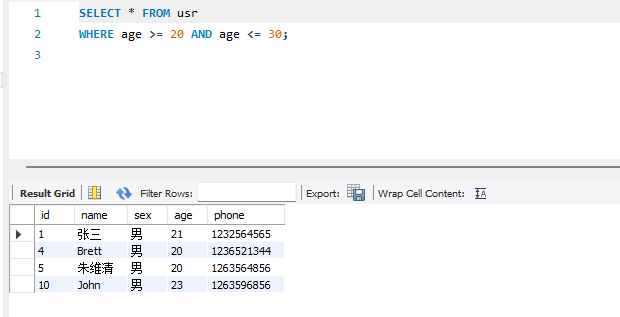 1 SELECT * FROM usr
2 WHERE age >= 20 AND age <= 30;
3
Result Grid Filter Rows: Export: Wrap Cell Content:
id name sex age phone
1 张三 男 21 1232564565
4 Brett 男 20 1236521344
5 朱维清 男 20 1263564856
10 John 男 23 1263596856